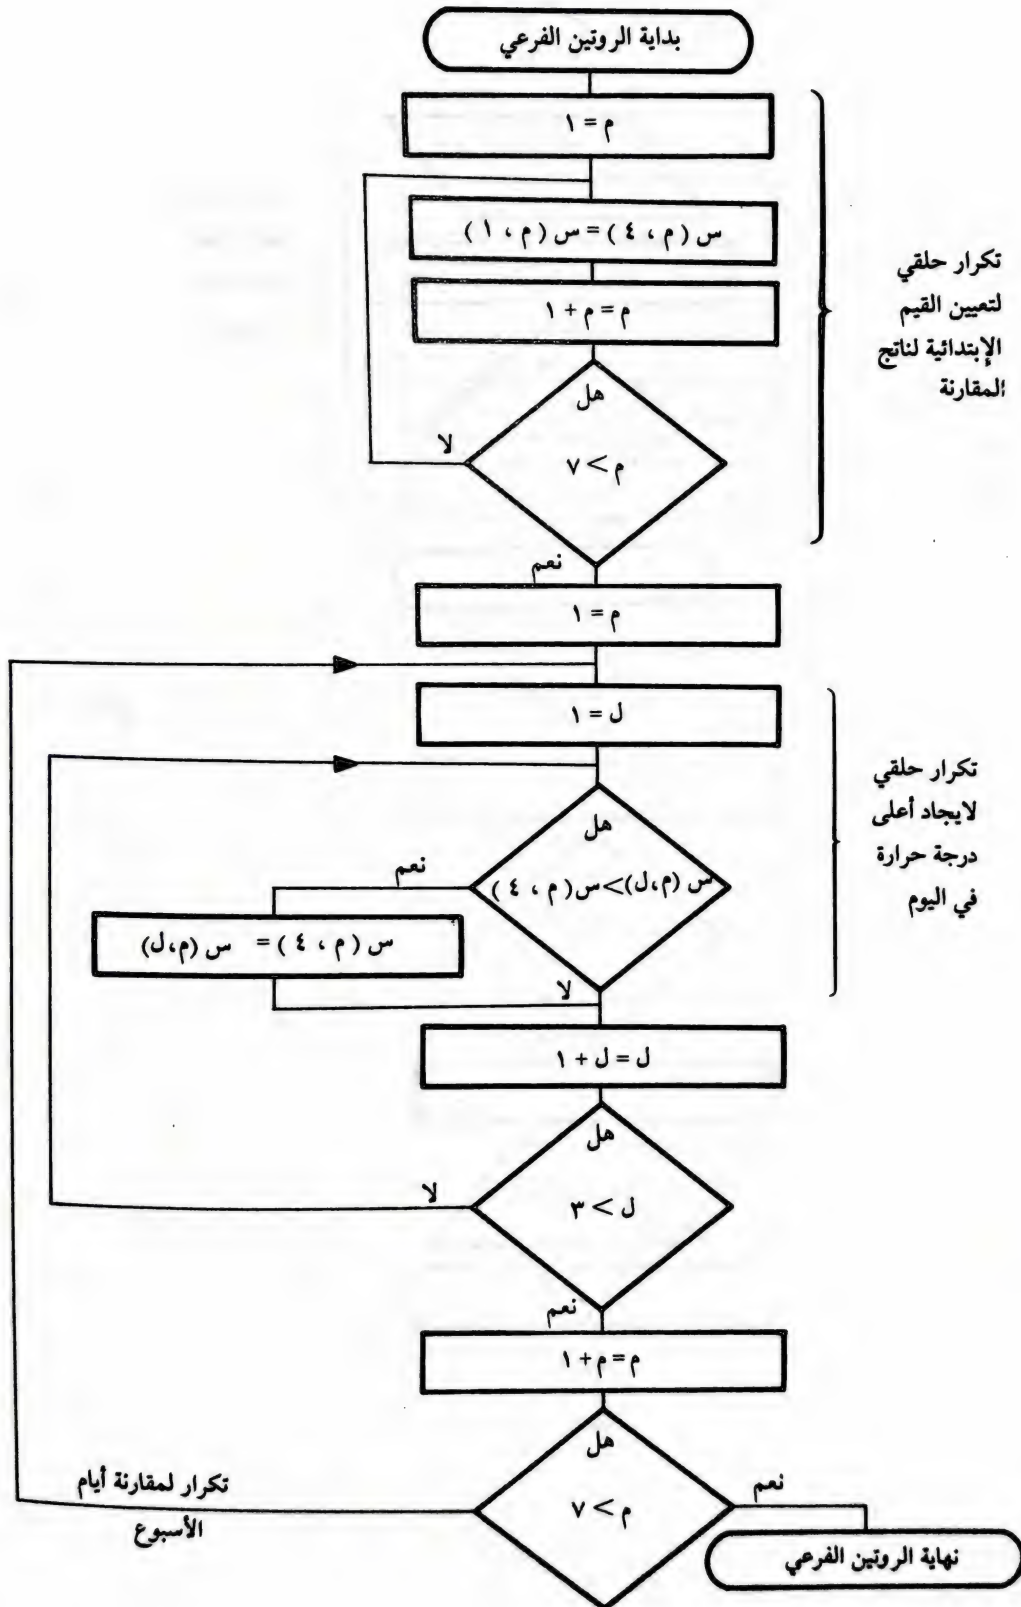 بداية الروتين الفرعي
م = ١
س ( م ، ٤ ) = س ( م ، ١ )
م = م + ١
هل
م > ٧
لا
نعم
تكرار حلقي
لتعيين القيم
الإبتدائية لناتج
المقارنة
م = ١
ل = ١
هل
س (م،ل) > س ( م ، ٤ )
نعم
س ( م ، ٤ ) = س (م،ل)
لا
تكرار حلقي
لايجاد أعلى
درجة حرارة
في اليوم
ل = ل + ١
هل
ل > ٣
لا
نعم
م = م + ١
هل
م > ٧
نعم
تكرار لمقارنة أيام
الأسبوع
نهاية الروتين الفرعي